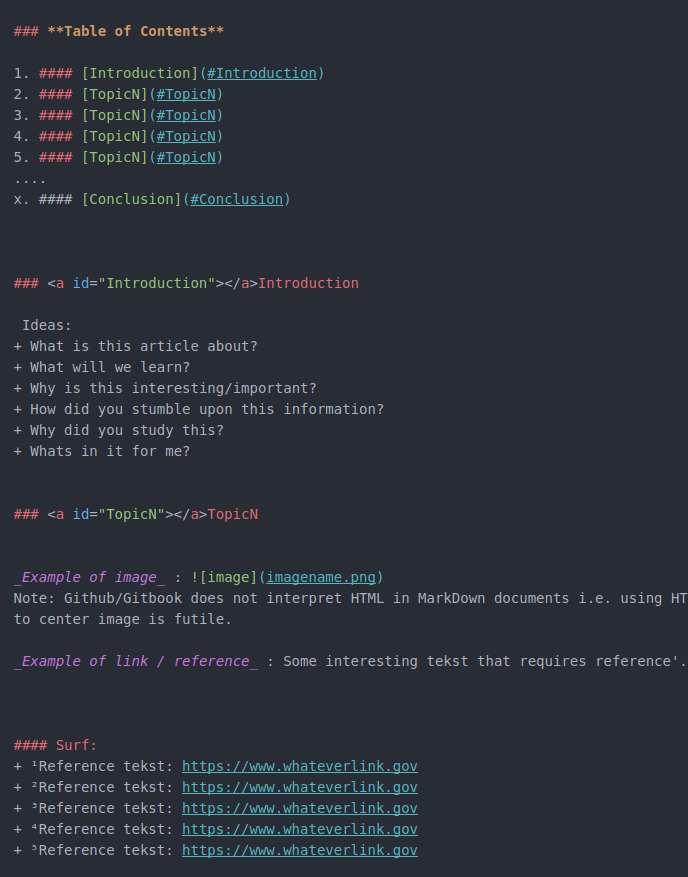 ### **Table of Contents**
1. #### [Introduction](#Introduction)
2. #### [TopicN](#TopicN)
3. #### [TopicN](#TopicN)
4. #### [TopicN](#TopicN)
5. #### [TopicN](#TopicN)
....
x. #### [Conclusion](#Conclusion)
### <a id="Introduction"></a>Introduction
Ideas:
+ What is this article about?
+ What will we learn?
+ Why is this interesting/important?
+ How did you stumble upon this information?
+ Why did you study this?
+ Whats in it for me?
### <a id="TopicN"></a>TopicN
_Example of image_ : ![image](imagename.png)
Note: Github/Gitbook does not interpret HTML in MarkDown documents i.e. using HT
to center image is futile.
_Example of link / reference_ : Some interesting tekst that requires reference'.
#### Surf:
+ ¹Reference tekst: https://www.whateverlink.gov
+ ²Reference tekst: https://www.whateverlink.gov
+ ³Reference tekst: https://www.whateverlink.gov
+ ⁴Reference tekst: https://www.whateverlink.gov
+ ⁵Reference tekst: https://www.whateverlink.gov